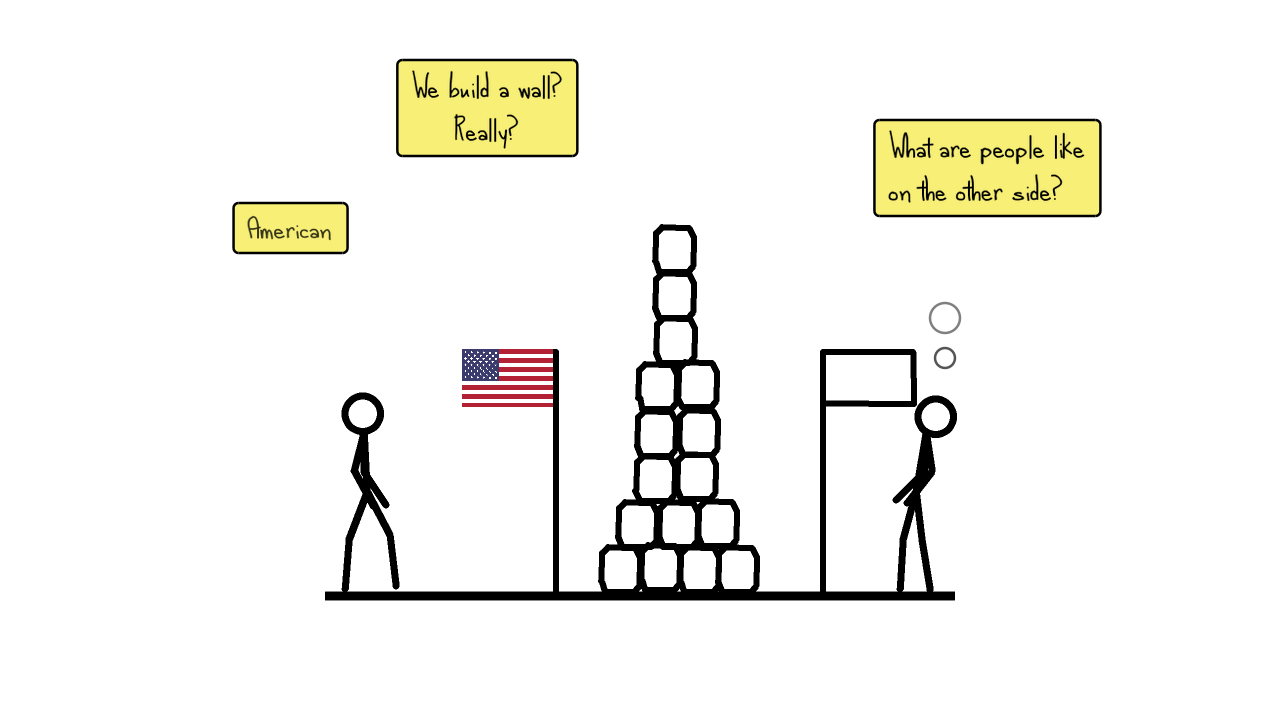 We build a wall?
Really?
What are people like
on the other side?
American